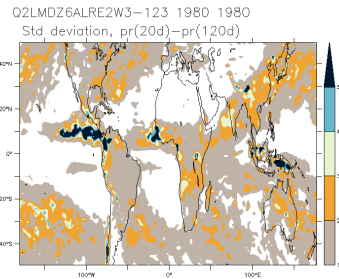 Q2LMDZ6ALRE2W3-123 1980 1980
Std deviation, pr(20d)-pr(120d)
40°N
20°N
0°
20°S
40°S
100°W 0° 100°E
5
4
3
2
1